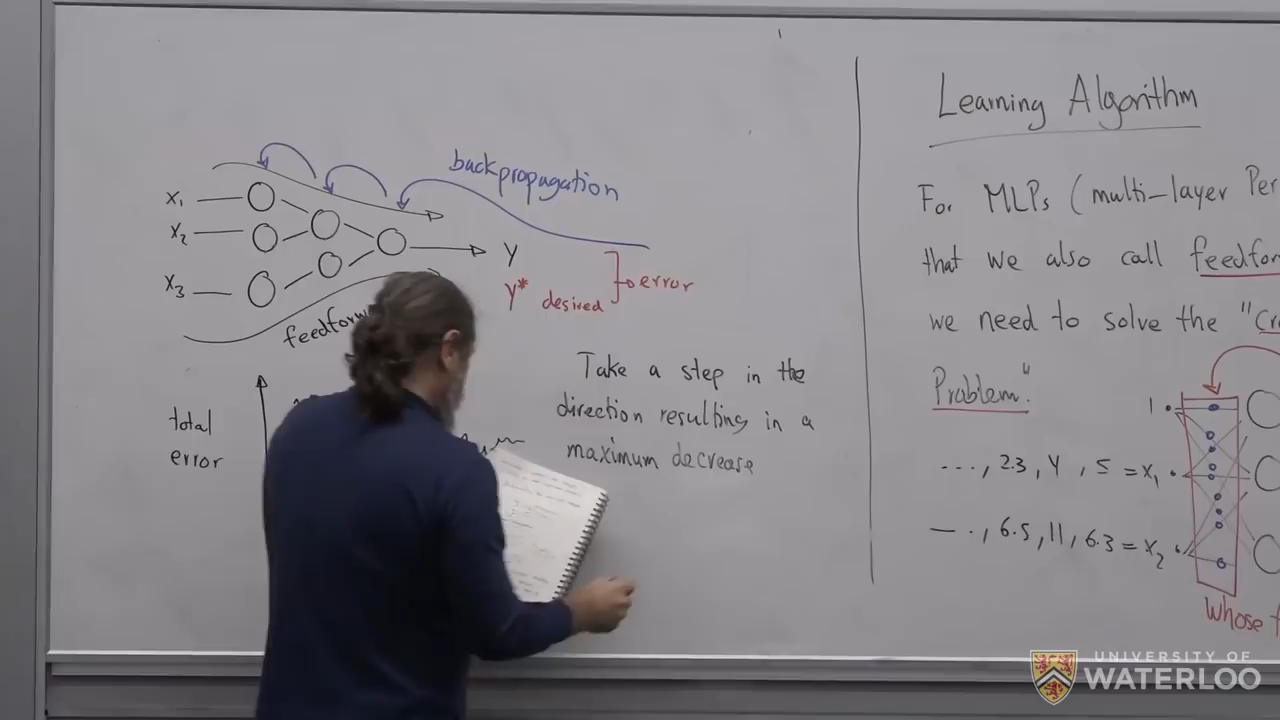 backpropagation
x₁
x₂
x₃
y
y* desired
error
feedforw
total
error
Take a step in the
direction resulting in a
maximum decrease
Learning Algorithm
For MLPs (multi-layer Per
that we also call feedfor
we need to solve the "Cr
Problem."
1
...., 2.3, 4, 5 = x₁
—., 6.5, 11, 6.3 = x₂
whose
UNIVERSITY OF
WATERLOO